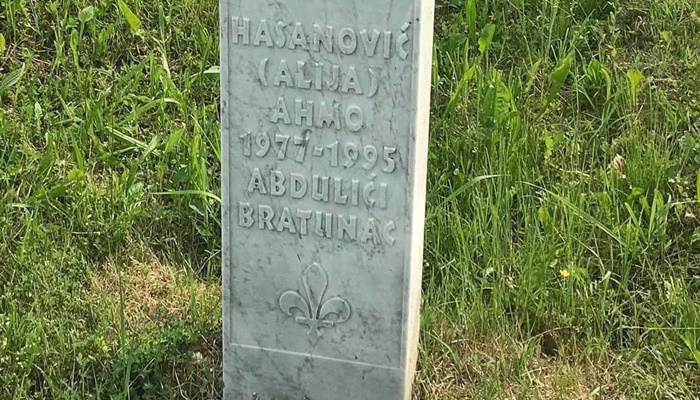 HASANOVIĆ
(ALIJA)
AHMO
1977-1995
ABDULIĆI
BRATUNAC